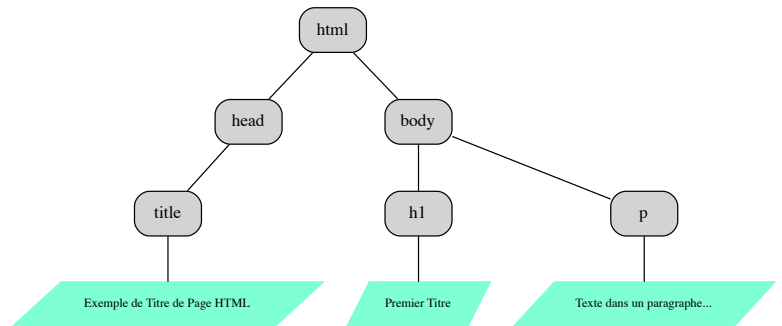 html
head
body
title
h1
p
Exemple de Titre de Page HTML
Premier Titre
Texte dans un paragraphe...